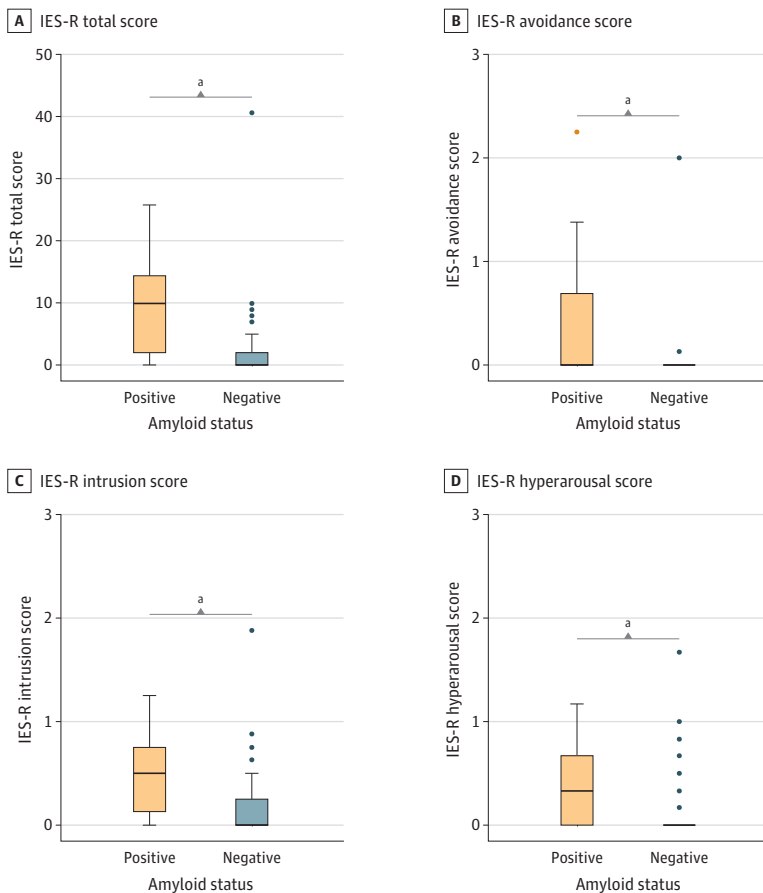 A IES-R total score
50
40
30
20
10
0
IES-R total score
a
Positive Negative
Amyloid status
B IES-R avoidance score
3
2
1
0
IES-R avoidance score
a
Positive Negative
Amyloid status
C IES-R intrusion score
3
2
1
0
IES-R intrusion score
a
Positive Negative
Amyloid status
D IES-R hyperarousal score
3
2
1
0
IES-R hyperarousal score
a
Positive Negative
Amyloid status